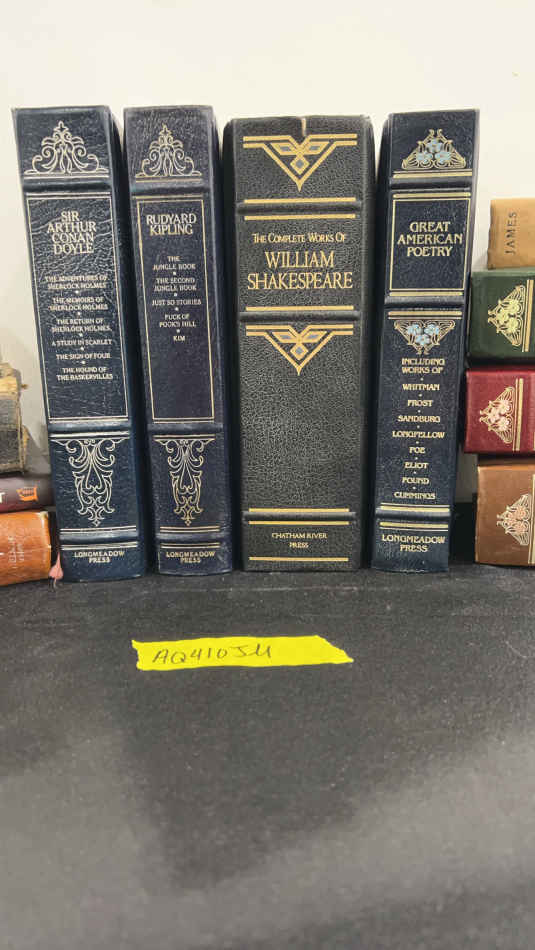 SIR
ARTHUR
CONAN
DOYLE
THE ADVENTURES OF
SHERLOCK HOLMES
THE MEMOIRS OF
SHERLOCK HOLMES
THE RETURN OF
SHERLOCK HOLMES
A STUDY IN SCARLET
THE SIGN OF FOUR
THE HOUND OF
THE BASKERVILLES
LONGMEADOW
PRESS
RUDYARD
KIPLING
THE
JUNGLE BOOK
THE SECOND
JUNGLE BOOK
JUST SO STORIES
PUCK OF
POOK'S HILL
KIM
LONGMEADOW
PRESS
THE COMPLETE WORKS OF
WILLIAM
SHAKESPEARE
CHATHAM RIVER
PRESS
GREAT
AMERICAN
POETRY
INCLUDING
WORKS OF
WHITMAN
FROST
SANDBURG
LONGFELLOW
POE
ELIOT
POUND
CUMMINGS
LONGMEADOW
PRESS
JAMES
AQ410JM